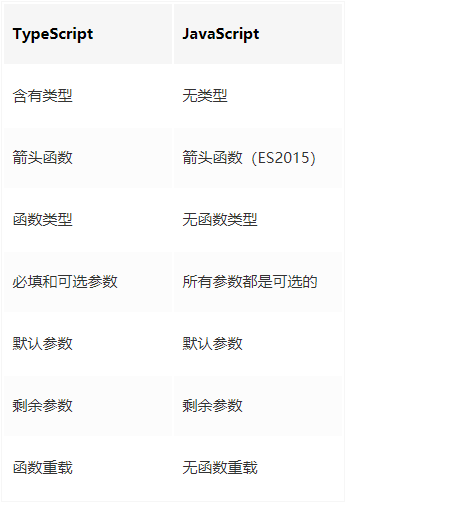 TypeScript JavaScript
含有类型 无类型
箭头函数 箭头函数（ES2015）
函数类型 无函数类型
必填和可选参数 所有参数都是可选的
默认参数 默认参数
剩余参数 剩余参数
函数重载 无函数重载